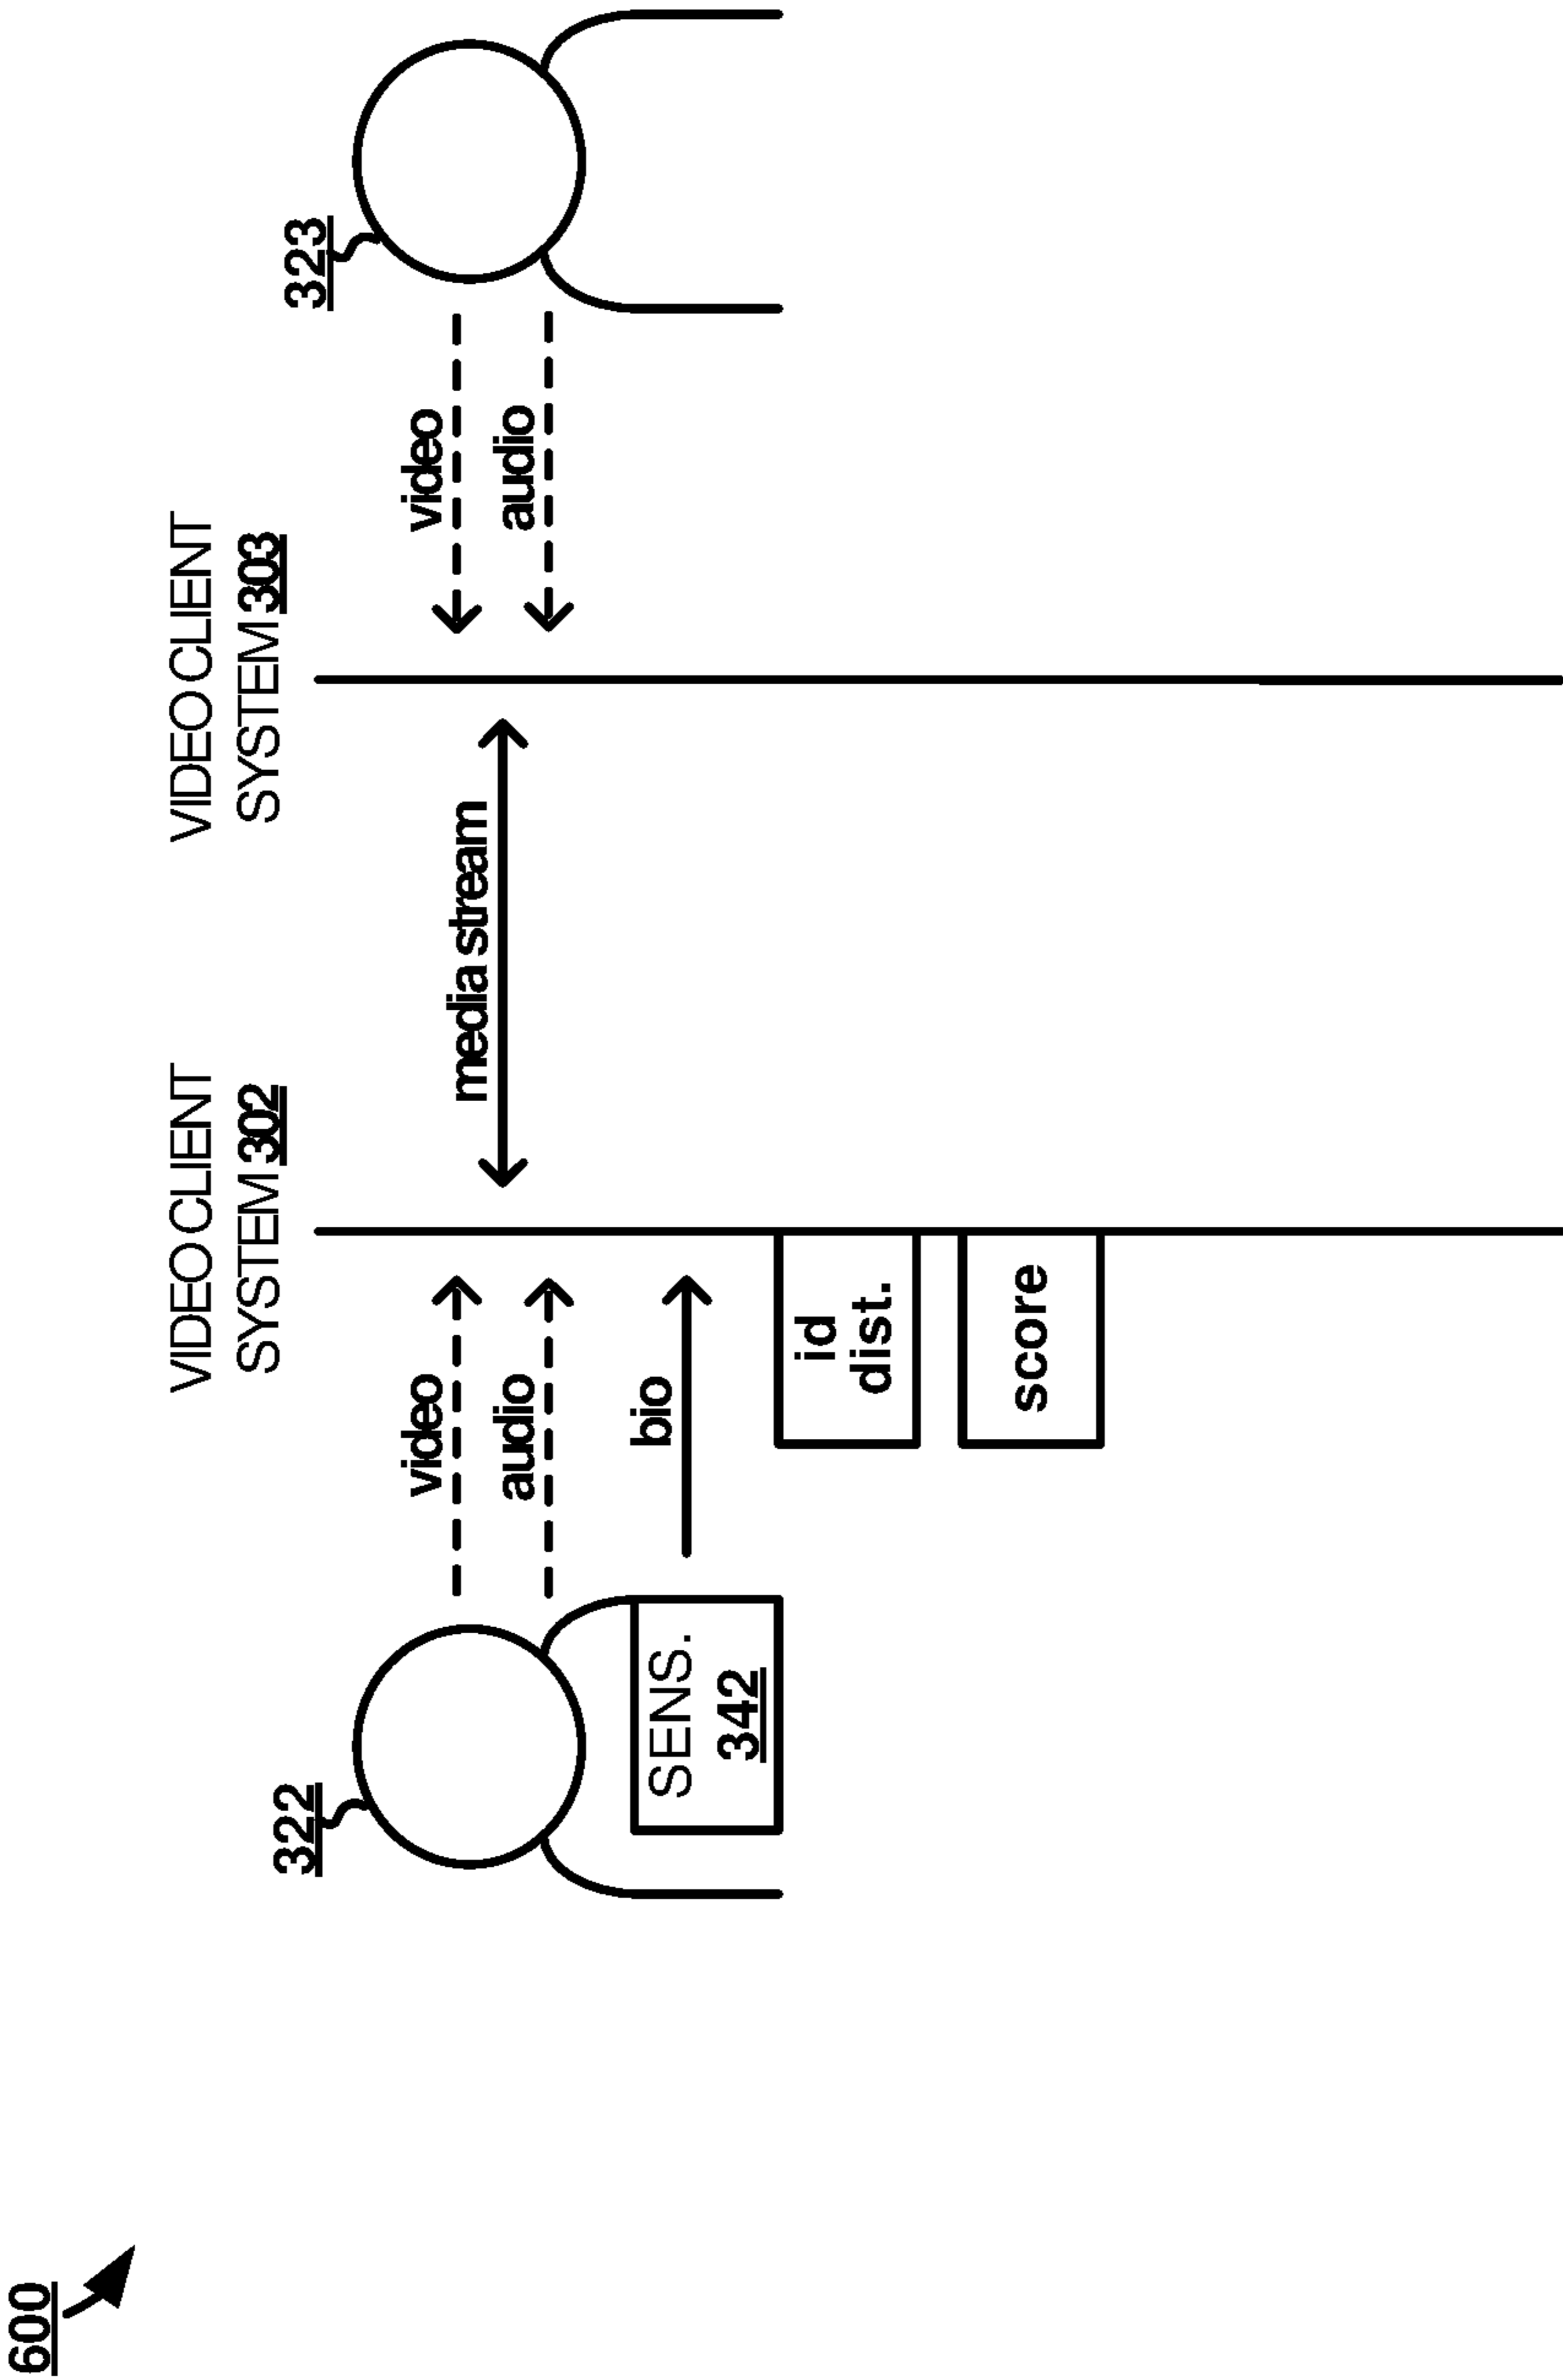 600
VIDEO CLIENT
SYSTEM 302
VIDEO CLIENT
SYSTEM 303
322
323
video
media stream
video
audio
audio
SENS.
342
bio
id
dist.
score